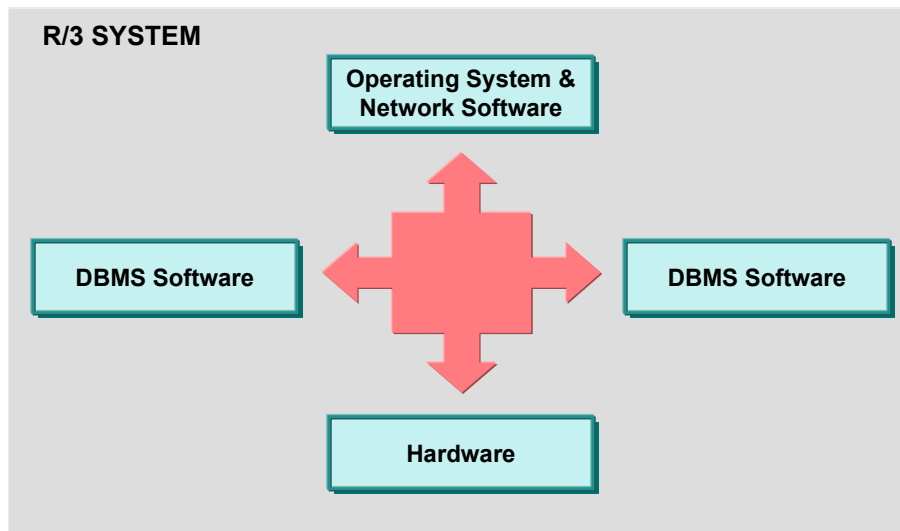 R/3 SYSTEM
Operating System &
Network Software
DBMS Software
DBMS Software
Hardware